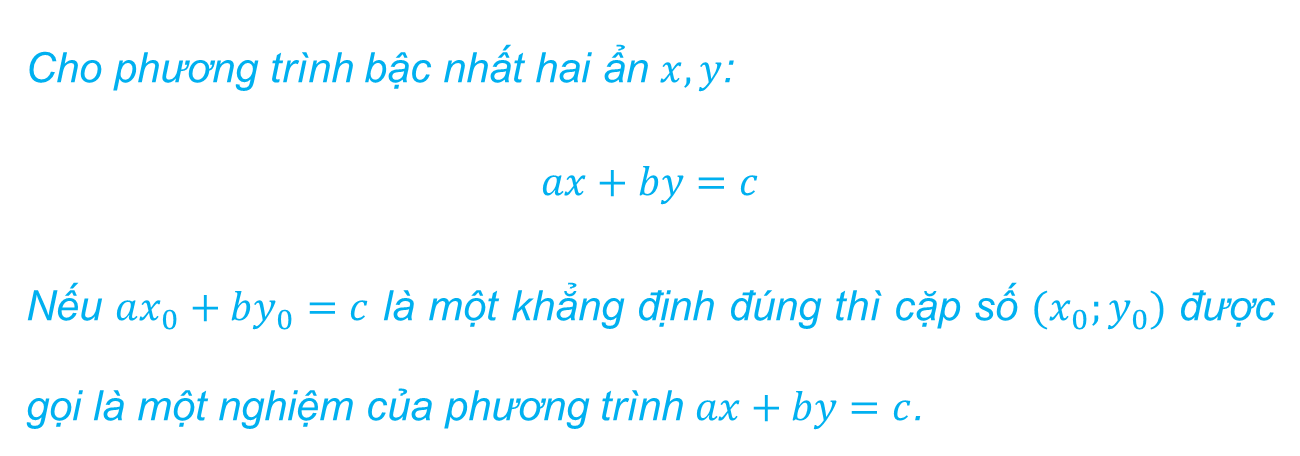 Cho phương trình bậc nhất hai ẩn x, y:
ax + by = c
Nếu ax₀ + by₀ = c là một khẳng định đúng thì cặp số (x₀; y₀) được
gọi là một nghiệm của phương trình ax + by = c.